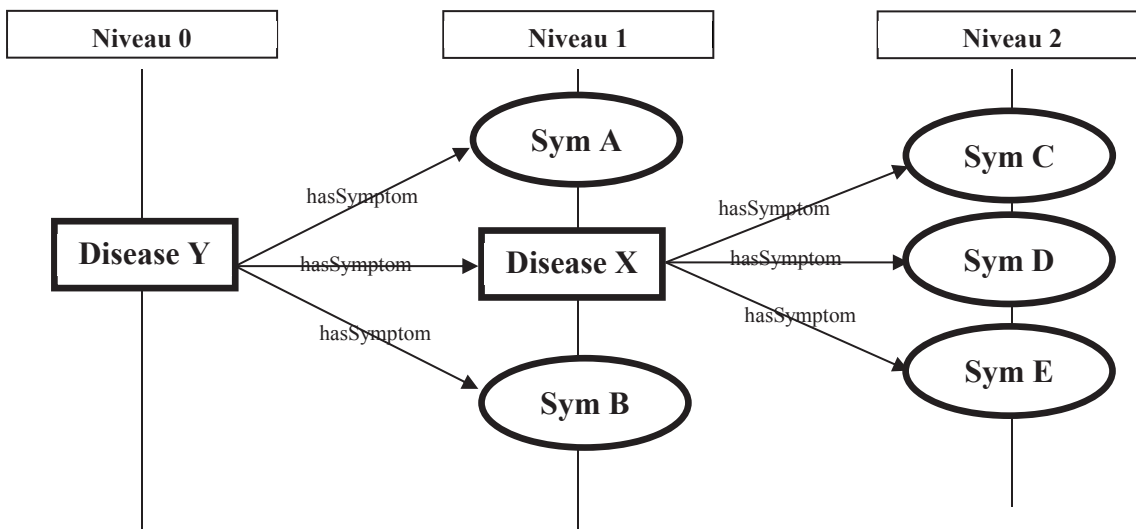 Niveau 0
Niveau 1
Niveau 2
Sym A
Sym C
hasSymptom
hasSymptom
Disease Y
hasSymptom
Disease X
hasSymptom
Sym D
hasSymptom
hasSymptom
Sym B
Sym E